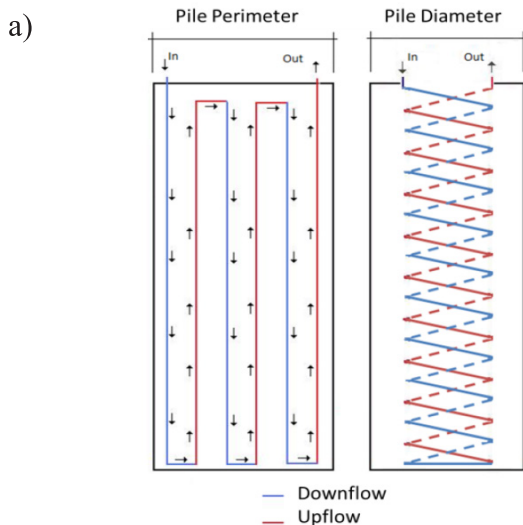 a)
Pile Perimeter
Pile Diameter
In
Out
In
Out
Downflow
Upflow